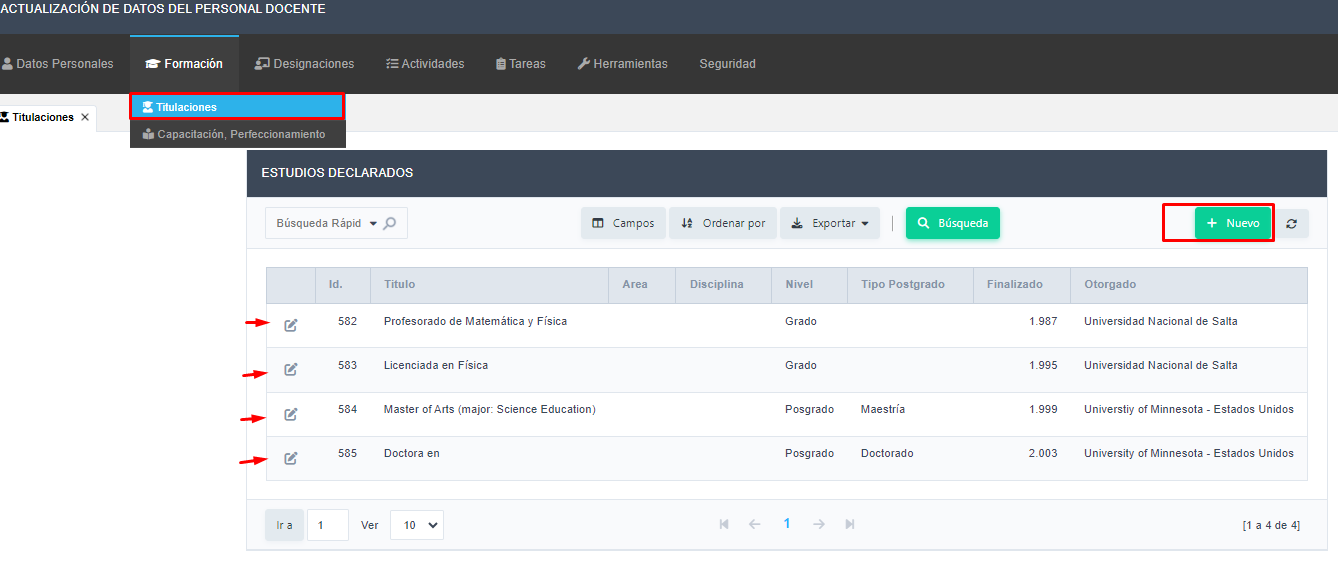 ACTUALIZACIÓN DE DATOS DEL PERSONAL DOCENTE
Datos Personales Formación Designaciones Actividades Tareas Herramientas Seguridad
Titulaciones
Titulaciones
Capacitación, Perfeccionamiento
ESTUDIOS DECLARADOS
Búsqueda Rápid Campos Ordenar por Exportar Búsqueda Nuevo
Id. Titulo Area Disciplina Nivel Tipo Postgrado Finalizado Otorgado
582 Profesorado de Matemática y Física Grado 1.987 Universidad Nacional de Salta
583 Licenciada en Física Grado 1.995 Universidad Nacional de Salta
584 Master of Arts (major: Science Education) Posgrado Maestría 1.999 Universtiy of Minnesota - Estados Unidos
585 Doctora en Posgrado Doctorado 2.003 University of Minnesota - Estados Unidos
Ir a 1 Ver 10 1 [1 a 4 de 4]